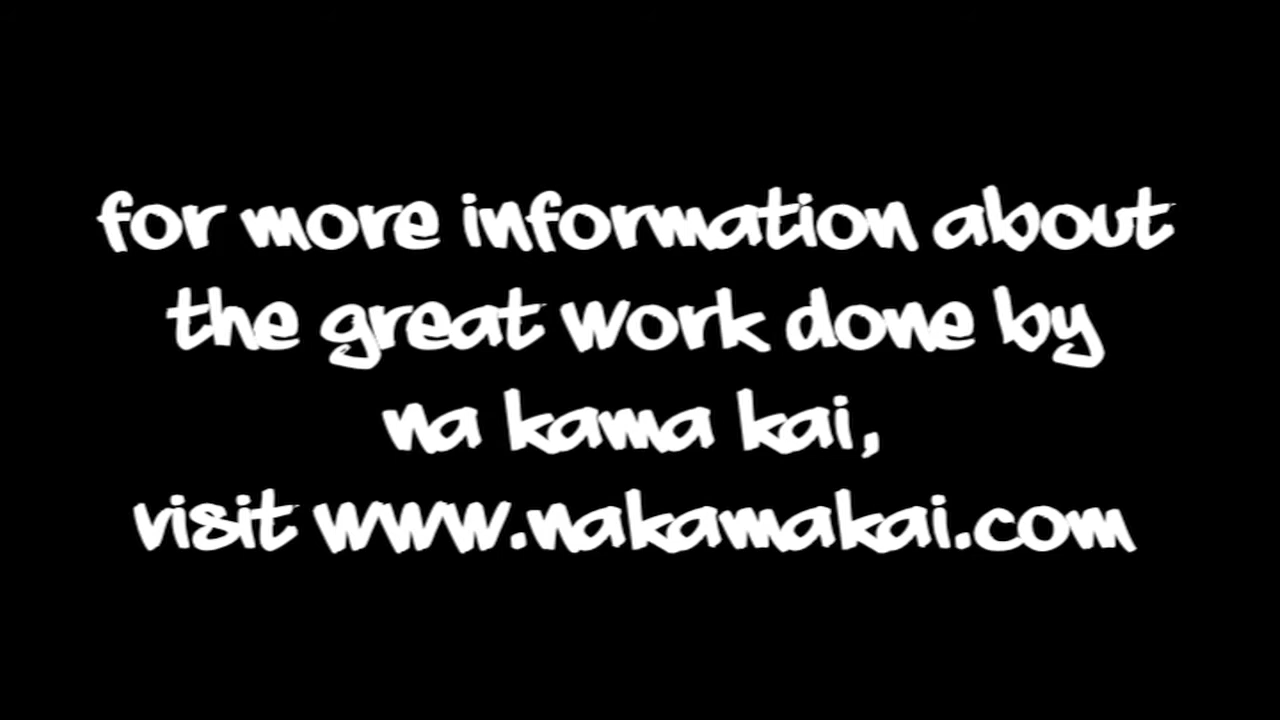 for more information about
the great work done by
na kama kai,
visit www.nakamakai.com